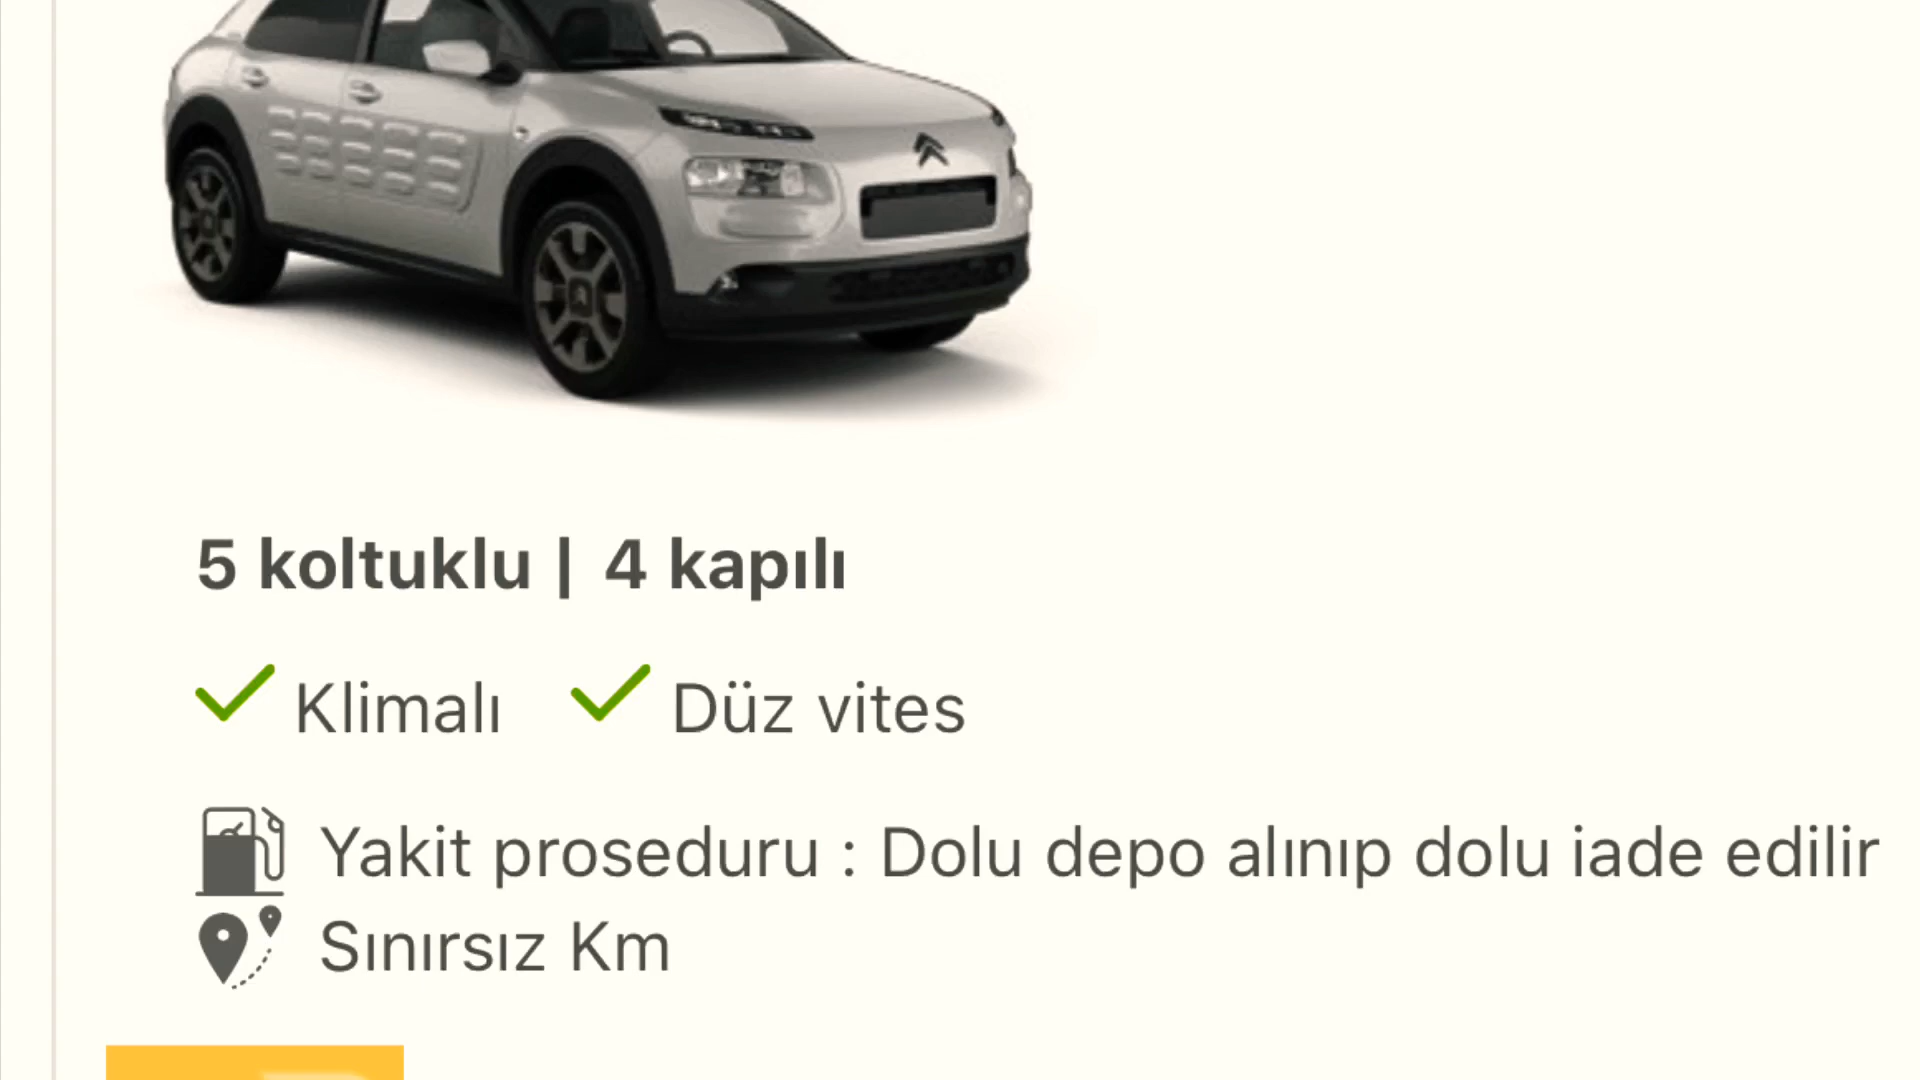 5 koltuklu | 4 kapılı
Klimalı Düz vites
Yakit proseduru : Dolu depo alınıp dolu iade edilir
Sınırsız Km